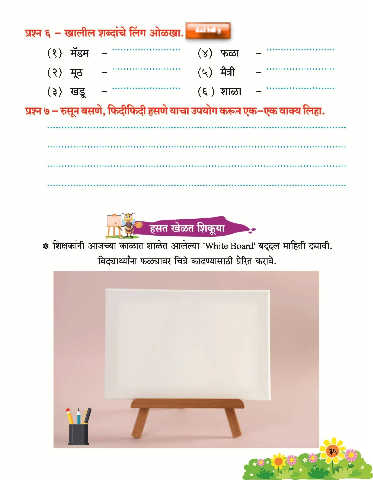 प्रश्न ६ – खालील शब्दांचे लिंग ओळखा.
(१) मॅडम – (४) फळा –
(२) मूठ – (५) मैत्री –
(३) खडू – (६) शाळा –
प्रश्न ७ – रुसून बसणे, फिदीफिदी हसणे याचा उपयोग करून एक-एक वाक्य लिहा.
हसत खेळत शिकूया
शिक्षकांनी आजच्या काळात शाळेत आलेल्या 'White Board' बद्दल माहिती द्यावी.
विद्यार्थ्यांना फळ्यावर चित्रे काढण्यासाठी प्रेरित करावे.